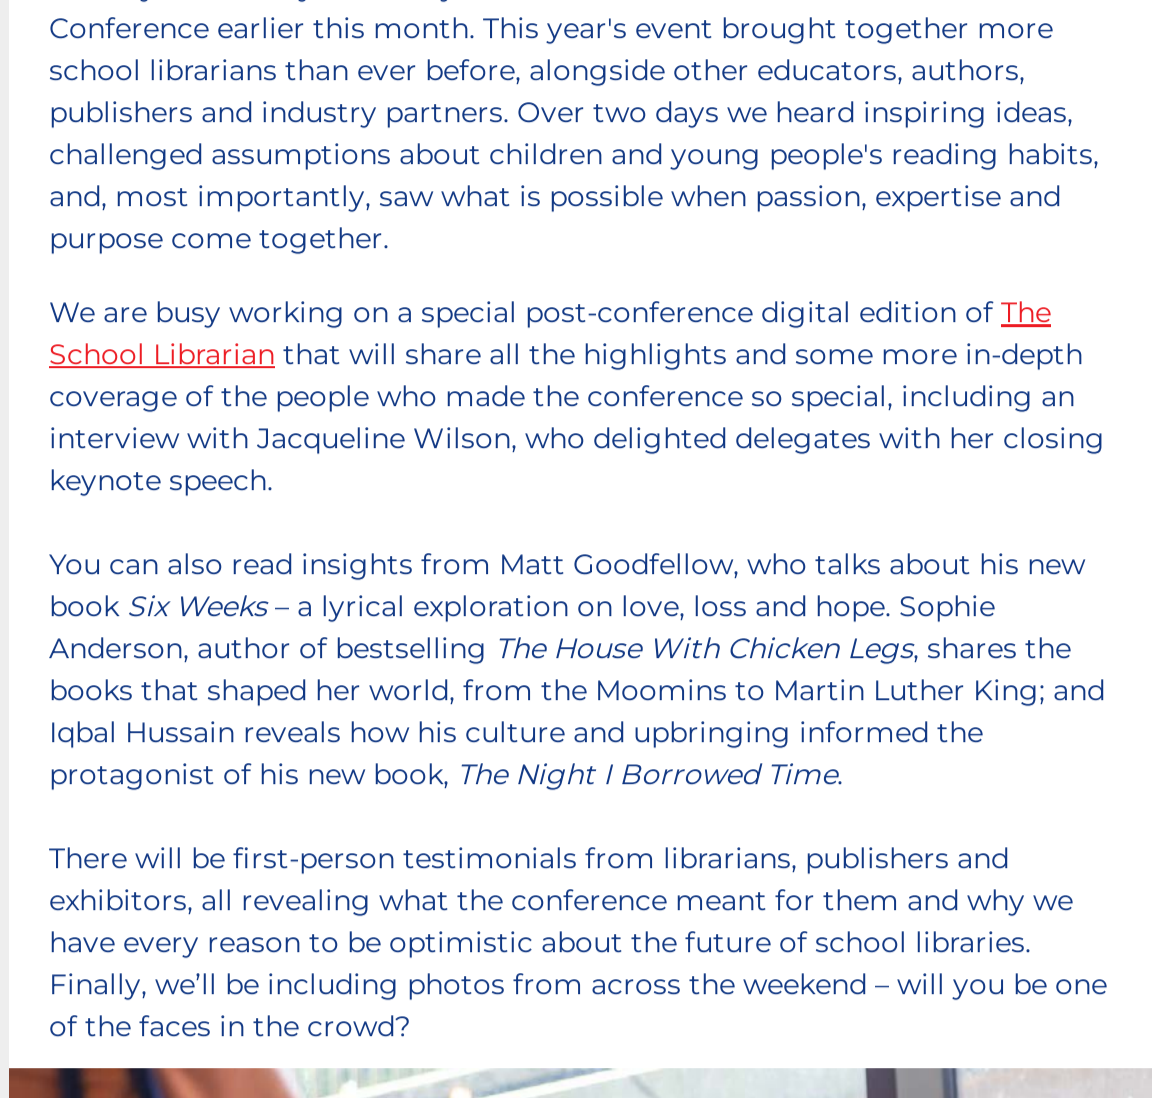 Conference earlier this month. This year's event brought together more
school librarians than ever before, alongside other educators, authors,
publishers and industry partners. Over two days we heard inspiring ideas,
challenged assumptions about children and young people's reading habits,
and, most importantly, saw what is possible when passion, expertise and
purpose come together.
We are busy working on a special post-conference digital edition of The
School Librarian that will share all the highlights and some more in-depth
coverage of the people who made the conference so special, including an
interview with Jacqueline Wilson, who delighted delegates with her closing
keynote speech.
You can also read insights from Matt Goodfellow, who talks about his new
book Six Weeks – a lyrical exploration on love, loss and hope. Sophie
Anderson, author of bestselling The House With Chicken Legs, shares the
books that shaped her world, from the Moomins to Martin Luther King; and
Iqbal Hussain reveals how his culture and upbringing informed the
protagonist of his new book, The Night I Borrowed Time.
There will be first-person testimonials from librarians, publishers and
exhibitors, all revealing what the conference meant for them and why we
have every reason to be optimistic about the future of school libraries.
Finally, we’ll be including photos from across the weekend – will you be one
of the faces in the crowd?